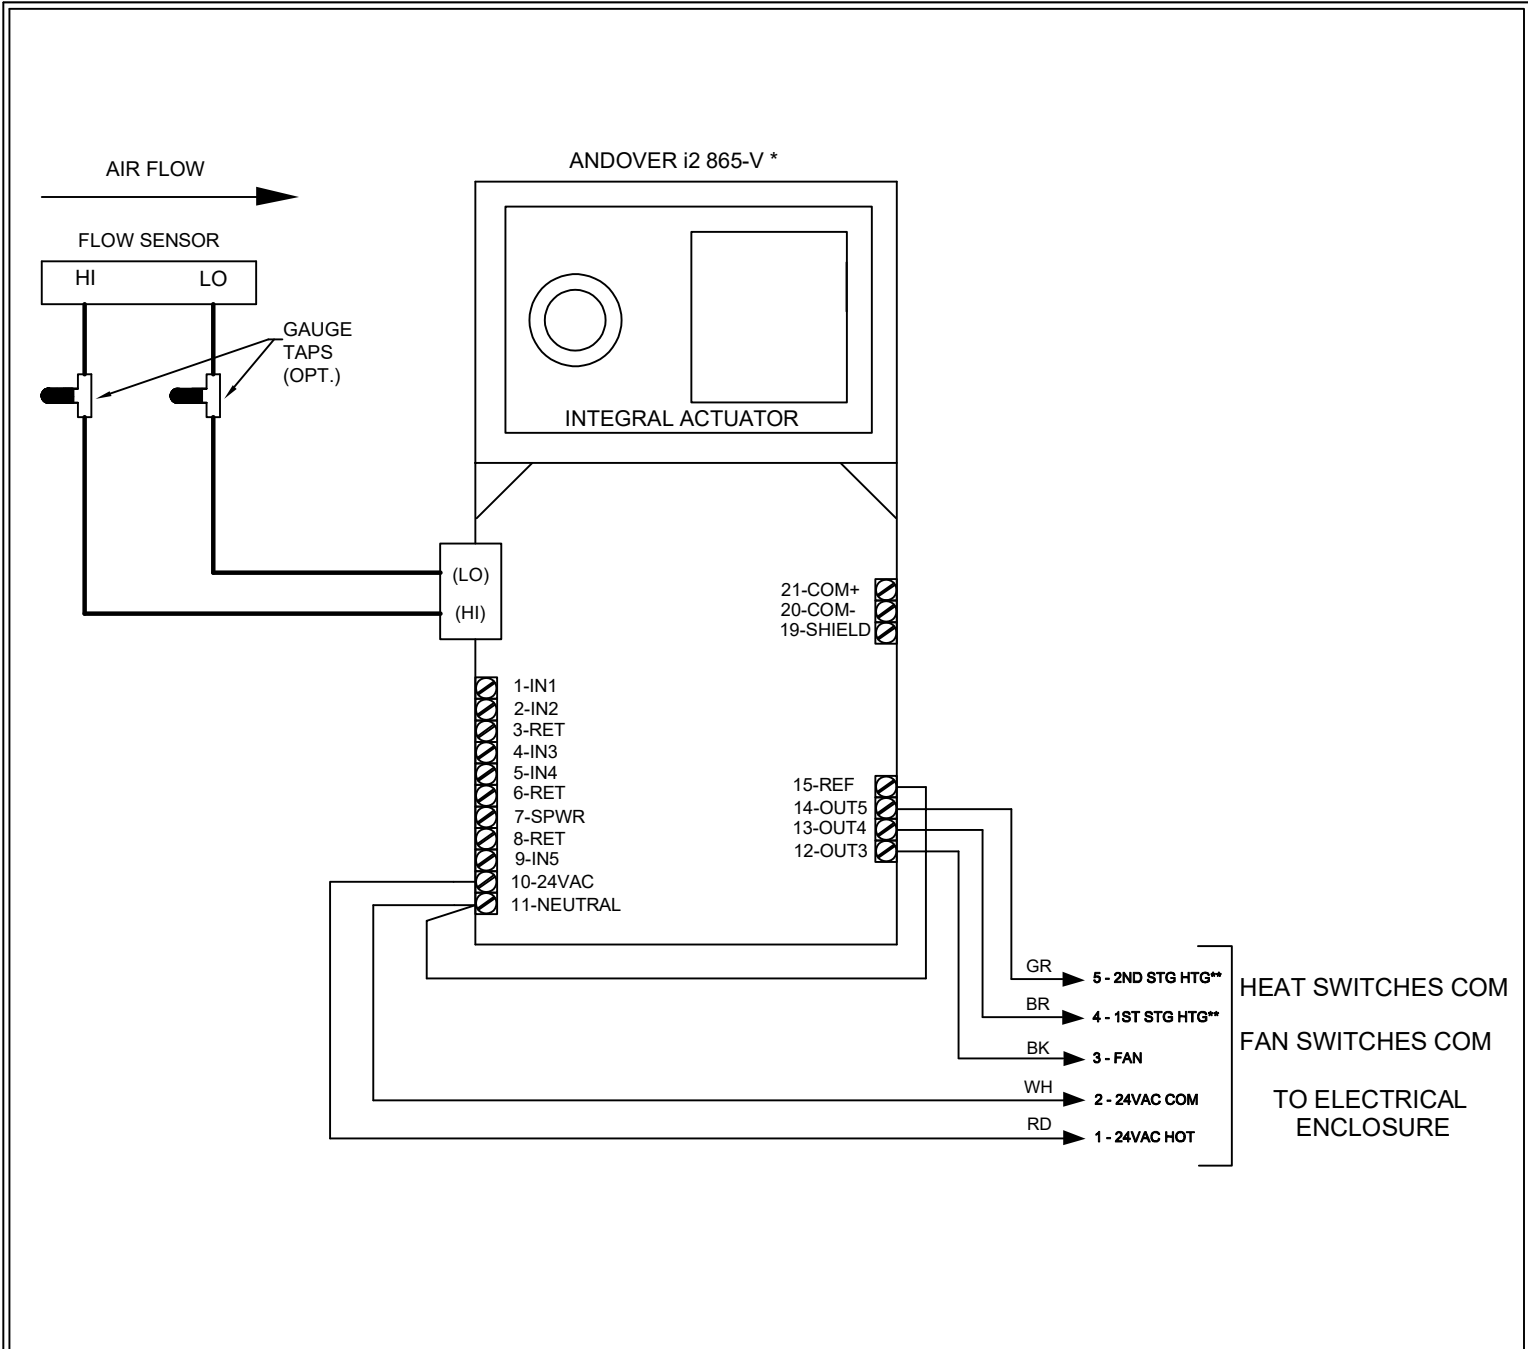 ANDOVER i2 865-V *
AIR FLOW
FLOW SENSOR
HI
LO
GAUGE
TAPS
(OPT.)
INTEGRAL ACTUATOR
(LO)
(HI)
21-COM+
20-COM-
19-SHIELD
1-IN1
2-IN2
3-RET
4-IN3
5-IN4
6-RET
7-SPWR
8-RET
9-IN5
10-24VAC
11-NEUTRAL
15-REF
14-OUT5
13-OUT4
12-OUT3
GR
5 - 2ND STG HTG**
BR
4 - 1ST STG HTG**
BK
3 - FAN
WH
2 - 24VAC COM
RD
1 - 24VAC HOT
HEAT SWITCHES COM
FAN SWITCHES COM
TO ELECTRICAL
ENCLOSURE